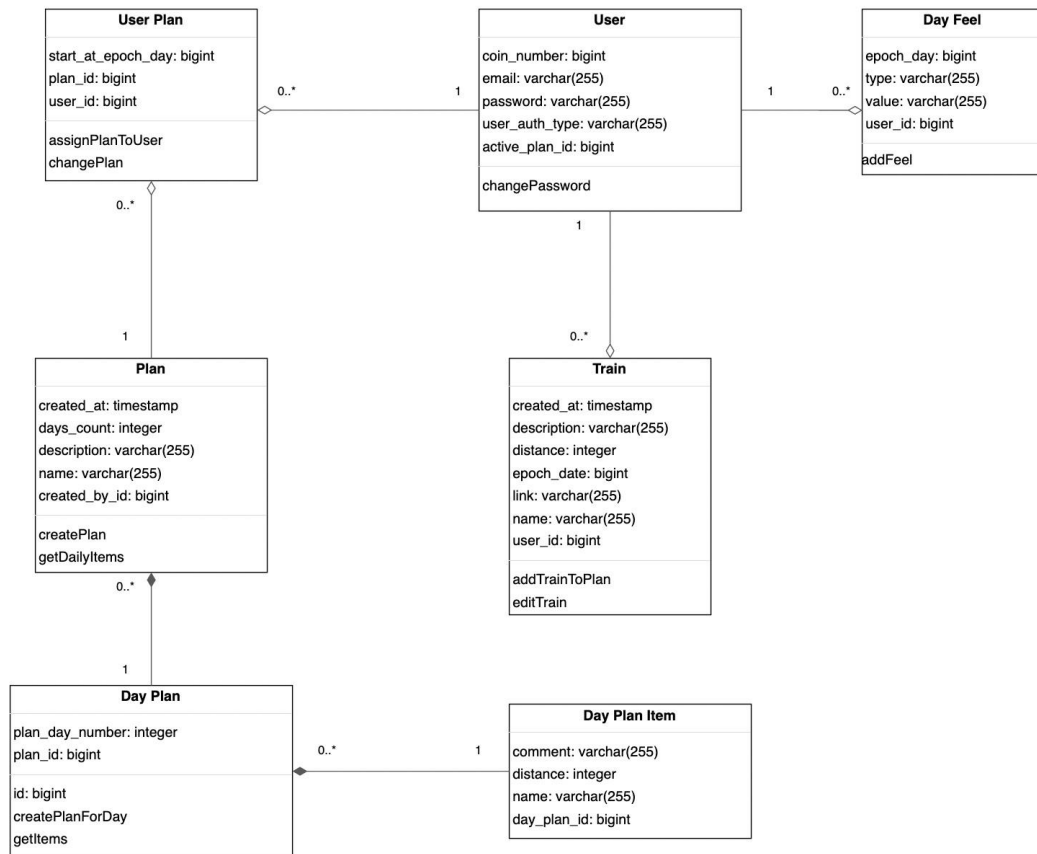 User Plan
start_at_epoch_day: bigint
plan_id: bigint
user_id: bigint
assignPlanToUser
changePlan
0..*
1
User
coin_number: bigint
email: varchar(255)
password: varchar(255)
user_auth_type: varchar(255)
active_plan_id: bigint
changePassword
1
0..*
Day Feel
epoch_day: bigint
type: varchar(255)
value: varchar(255)
user_id: bigint
addFeel
0..*
1
1
0..*
Plan
created_at: timestamp
days_count: integer
description: varchar(255)
name: varchar(255)
created_by_id: bigint
createPlan
getDailyItems
Train
created_at: timestamp
description: varchar(255)
distance: integer
epoch_date: bigint
link: varchar(255)
name: varchar(255)
user_id: bigint
addTrainToPlan
editTrain
0..*
1
Day Plan
plan_day_number: integer
plan_id: bigint
id: bigint
createPlanForDay
getItems
0..*
1
Day Plan Item
comment: varchar(255)
distance: integer
name: varchar(255)
day_plan_id: bigint